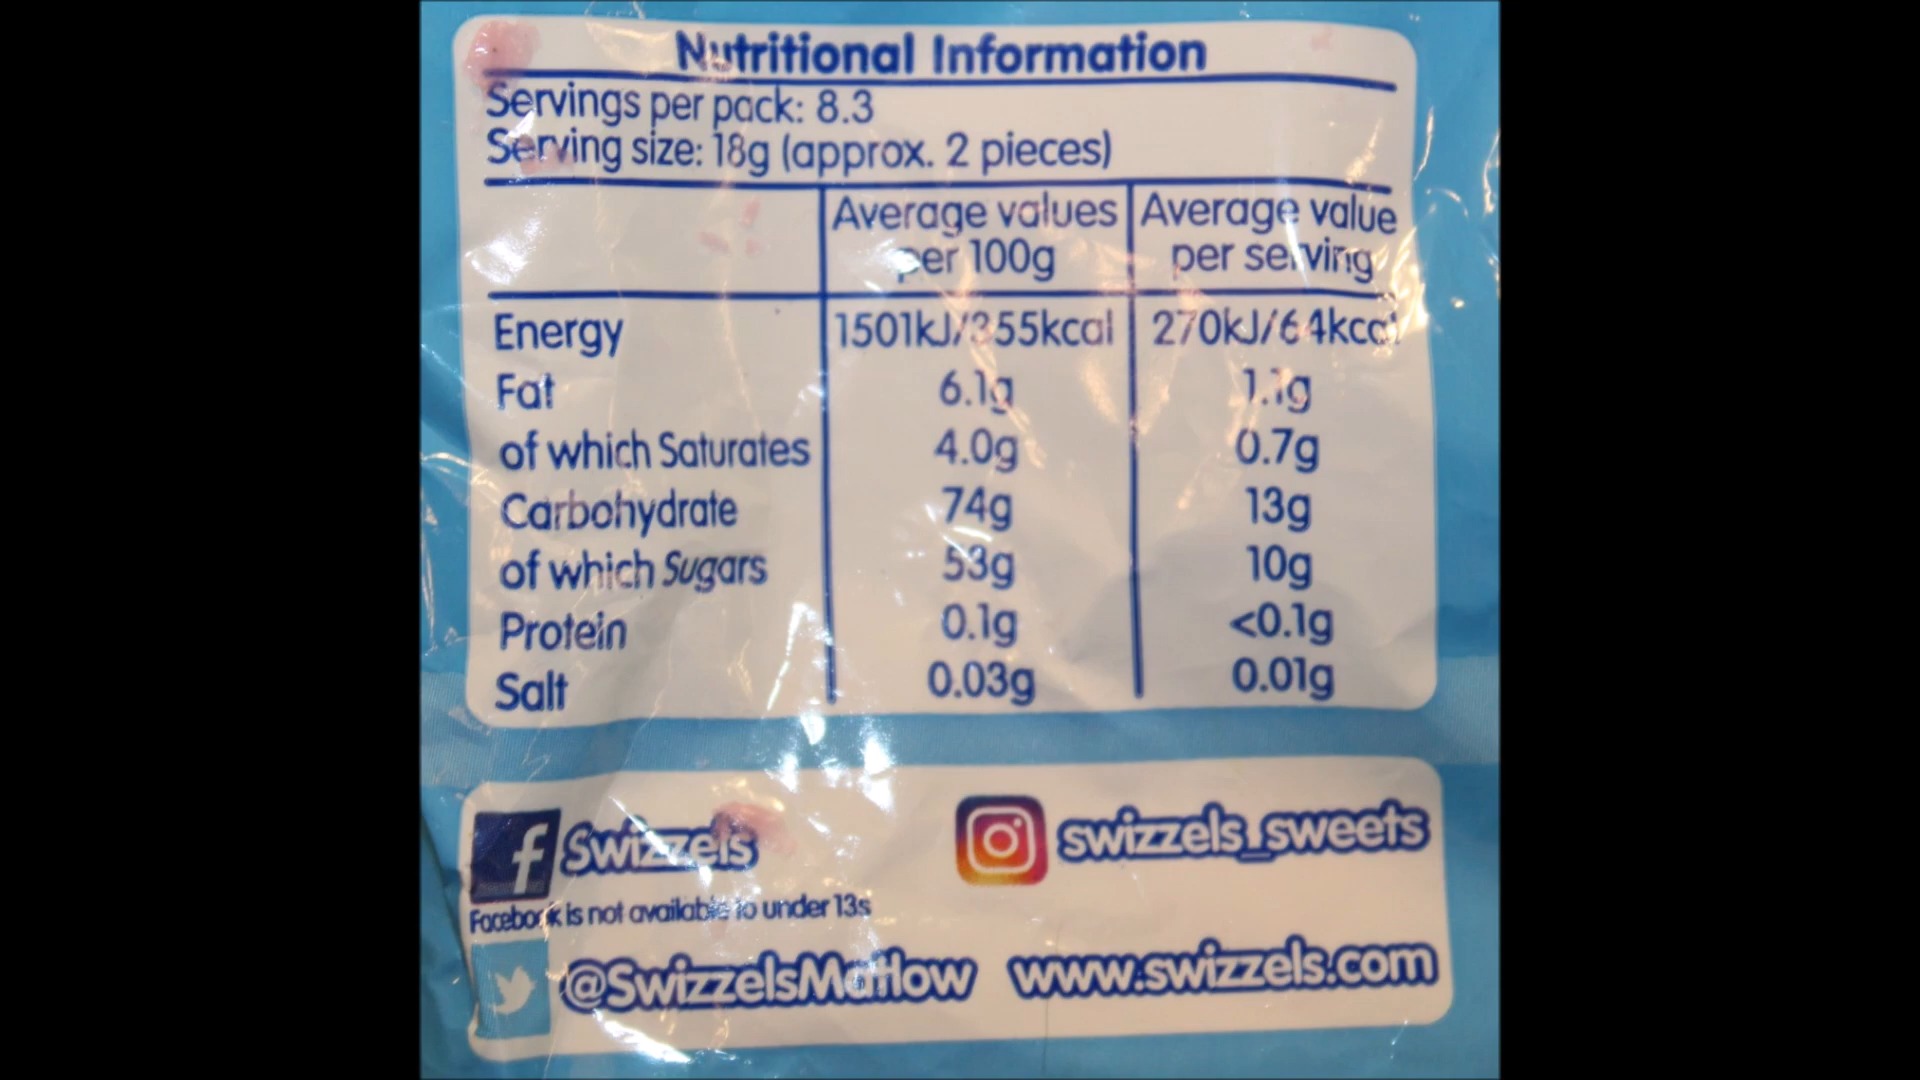 Nutritional Information
Servings per pack: 8.3
Serving size: 18g (approx. 2 pieces)
Average values per 100g
Average value per serving
Energy 1501kJ/355kcal 270kJ/64kcal
Fat 6.1g 1.1g
of which Saturates 4.0g 0.7g
Carbohydrate 74g 13g
of which Sugars 53g 10g
Protein 0.1g <0.1g
Salt 0.03g 0.01g
f Swizzels
swizzels_sweets
Facebook is not available to under 13s
@SwizzelsMatlow www.swizzels.com